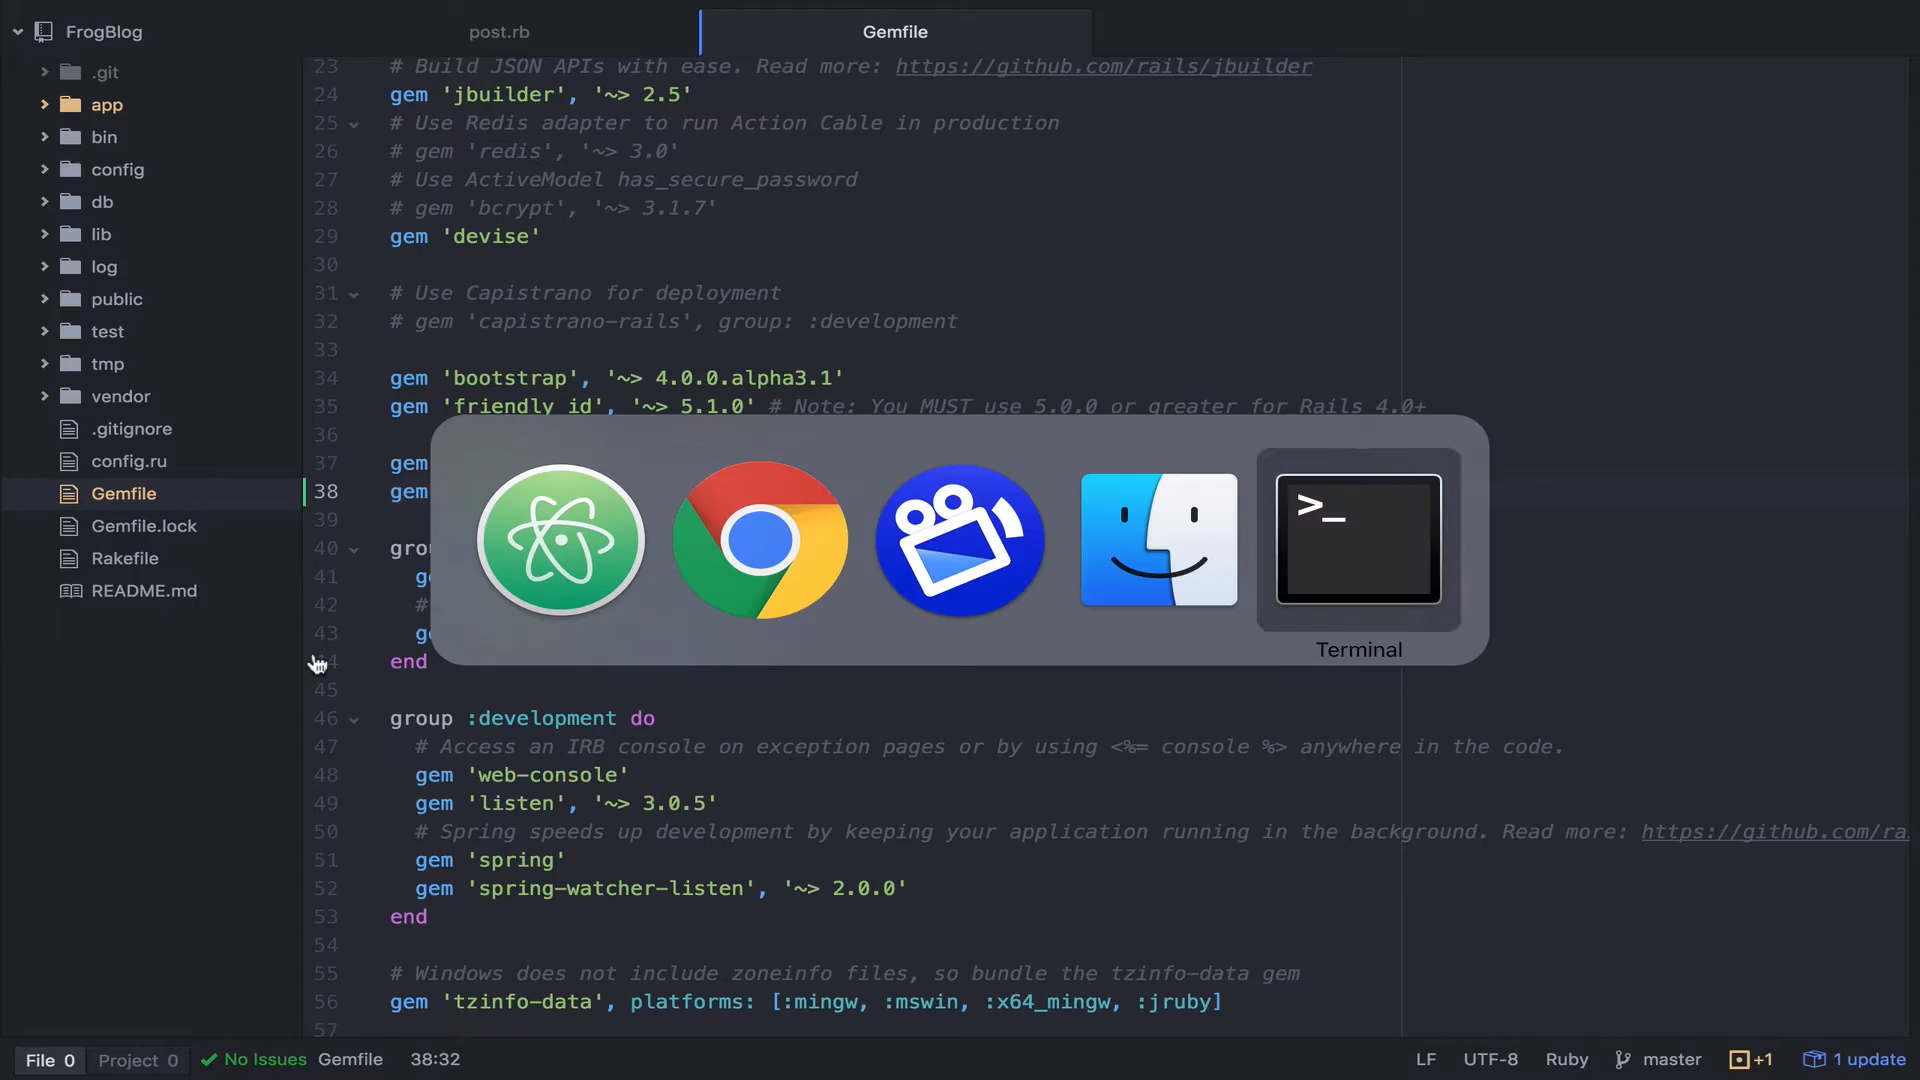 FrogBlog
.git
app
bin
config
db
lib
log
public
test
tmp
vendor
.gitignore
config.ru
Gemfile
Gemfile.lock
Rakefile
README.md
post.rb
Gemfile
23 # Build JSON APIs with ease. Read more: https://github.com/rails/jbuilder
24 gem 'jbuilder', '~> 2.5'
25 # Use Redis adapter to run Action Cable in production
26 # gem 'redis', '~> 3.0'
27 # Use ActiveModel has_secure_password
28 # gem 'bcrypt', '~> 3.1.7'
29 gem 'devise'
30
31 # Use Capistrano for deployment
32 # gem 'capistrano-rails', group: :development
33
34 gem 'bootstrap', '~> 4.0.0.alpha3.1'
35 gem 'friendly_id', '~> 5.1.0' # Note: You MUST use 5.0.0 or greater for Rails 4.0+
36
37 gem
38 gem
39
40
41
42 #
43
end
45
46 group :development do
47 # Access an IRB console on exception pages or by using <%= console %> anywhere in the code.
48 gem 'web-console'
49 gem 'listen', '~> 3.0.5'
50 # Spring speeds up development by keeping your application running in the background. Read more: https://github.com/ra
51 gem 'spring'
52 gem 'spring-watcher-listen', '~> 2.0.0'
53 end
54
55 # Windows does not include zoneinfo files, so bundle the tzinfo-data gem
56 gem 'tzinfo-data', platforms: [:mingw, :mswin, :x64_mingw, :jruby]
57
>_
Terminal
File 0 Project 0 No Issues Gemfile 38:32 LF UTF-8 Ruby master +1 1 update